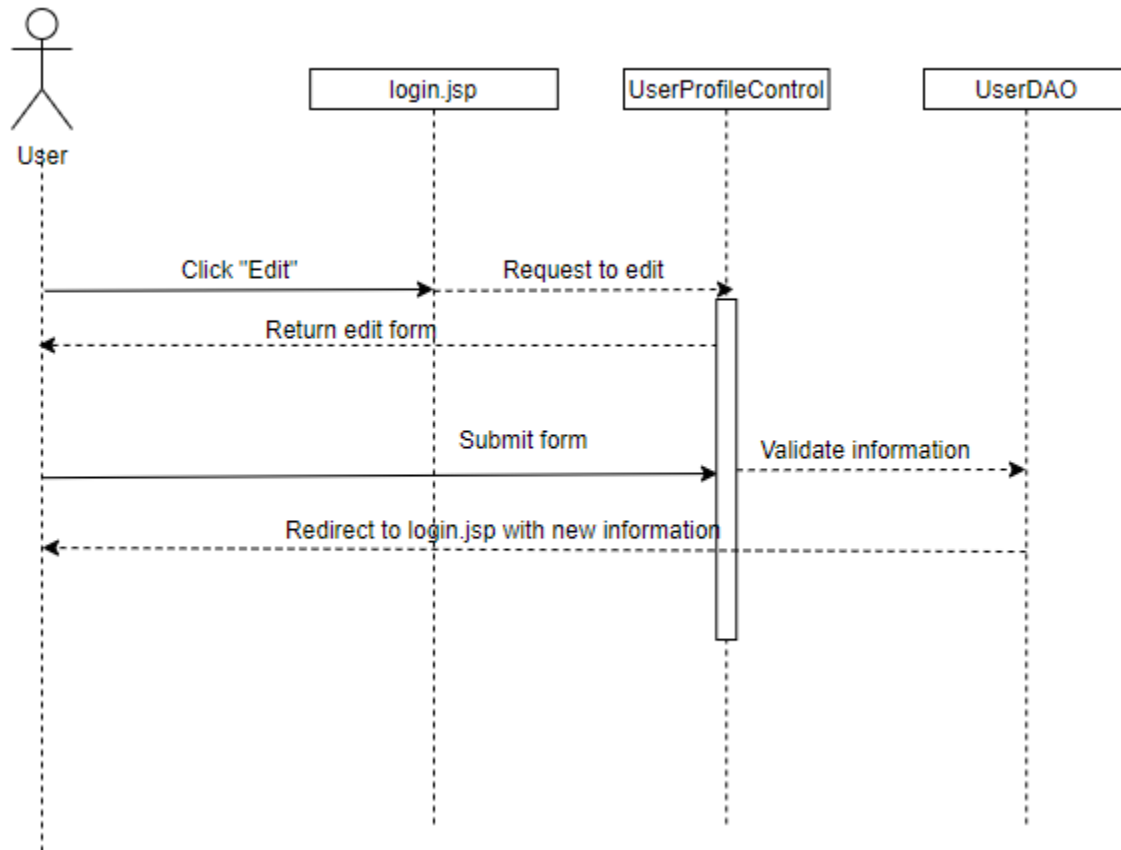 login.jsp
UserProfileControl
UserDAO
User
Click "Edit"
Request to edit
Return edit form
Submit form
Validate information
Redirect to login.jsp with new information